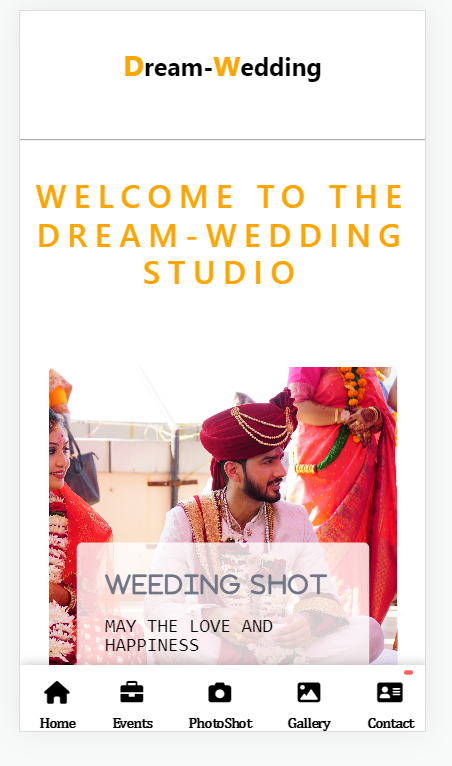 Dream-Wedding
WELCOME TO THE
DREAM-WEDDING
STUDIO
WEEDING SHOT
MAY THE LOVE AND
HAPPINESS
Home Events PhotoShot Gallery Contact